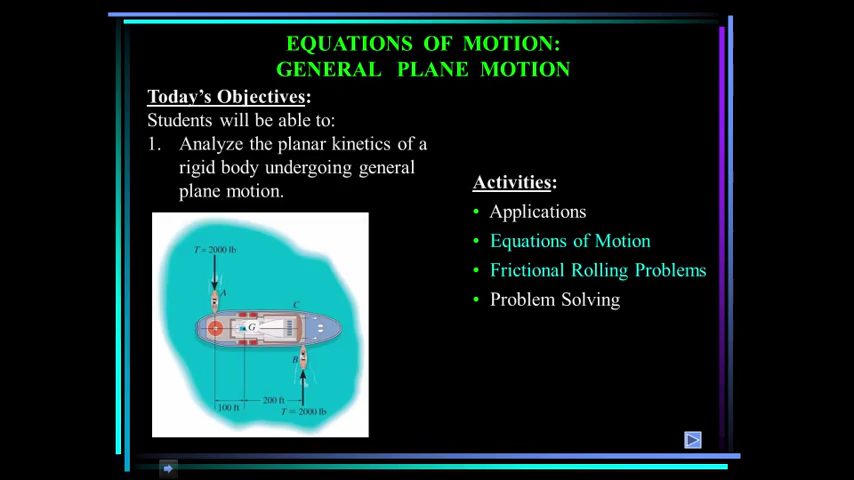 EQUATIONS OF MOTION:
GENERAL PLANE MOTION
Today's Objectives:
Students will be able to:
1. Analyze the planar kinetics of a
rigid body undergoing general
plane motion.
Activities:
• Applications
• Equations of Motion
• Frictional Rolling Problems
• Problem Solving
T = 2000 lb
A
C
G
B
200 ft
100 ft
T = 2000 lb